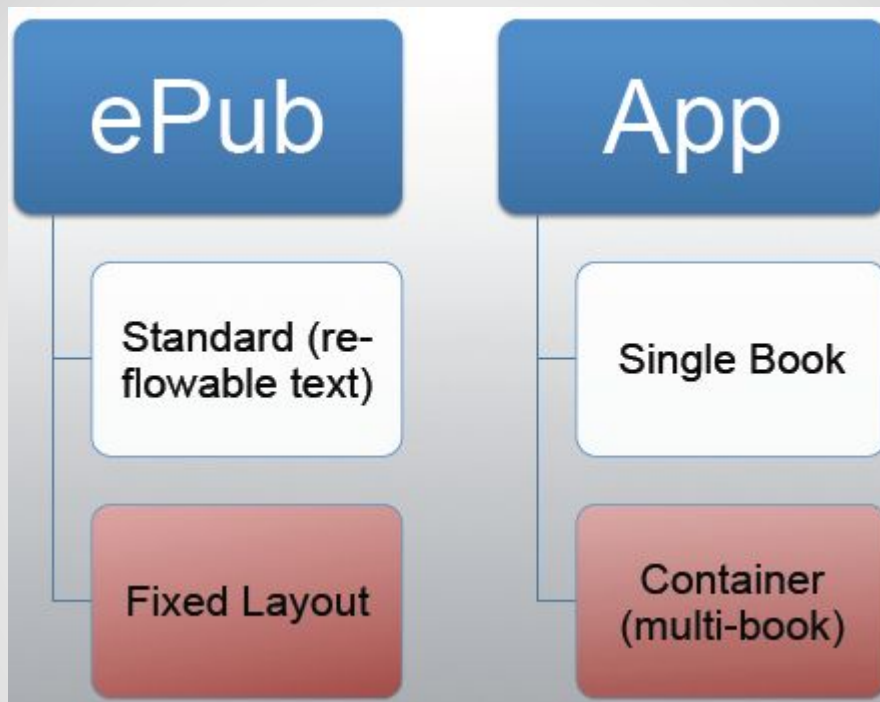 ePub
Standard (re-
flowable text)
Fixed Layout
App
Single Book
Container
(multi-book)